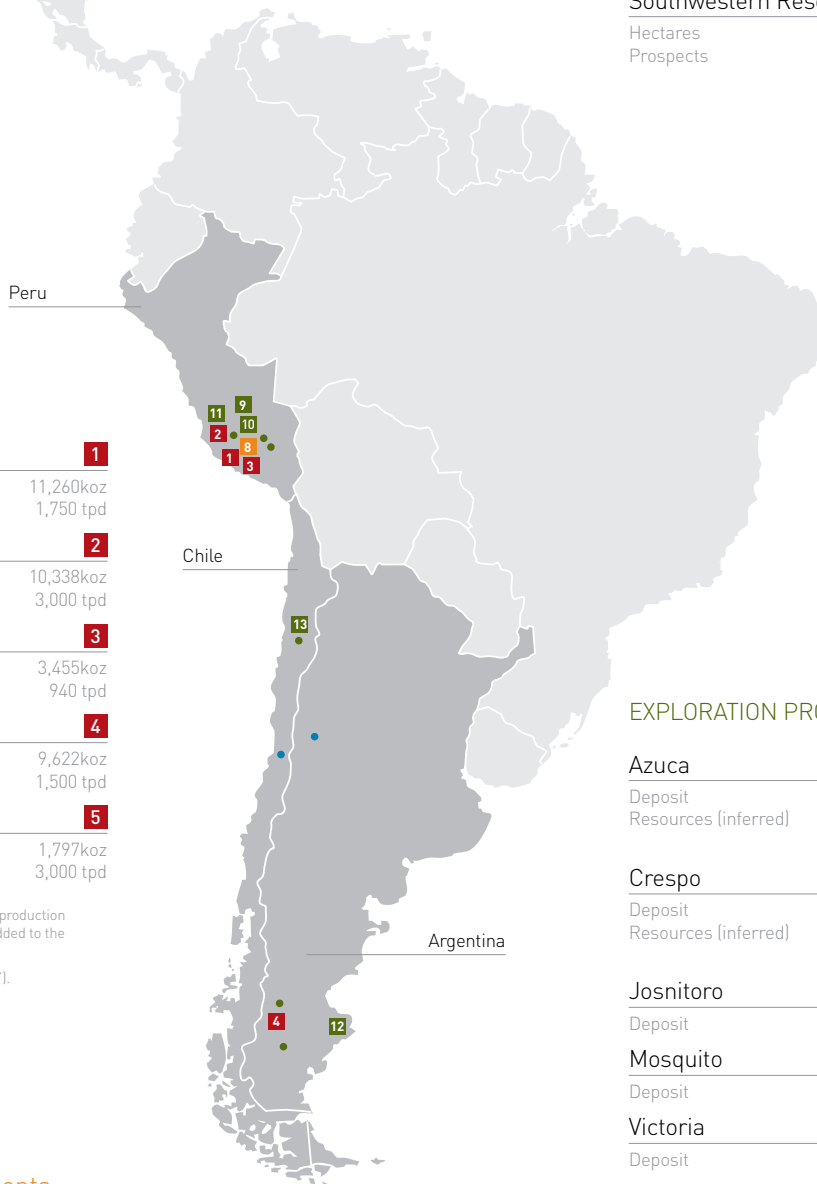 Southwestern
Hectares
Prospects
Peru
11
9
10
2
8
1
3
1
11,260koz
1,750 tpd
2
10,338koz
3,000 tpd
3
3,455koz
940 tpd
4
9,622koz
1,500 tpd
5
1,797koz
3,000 tpd
production
to the
Chile
13
Argentina
4
12
EXPLORATION
Azuca
Deposit
Resources (inferred)
Crespo
Deposit
Resources (inferred)
Josnitoro
Deposit
Mosquito
Deposit
Victoria
Deposit